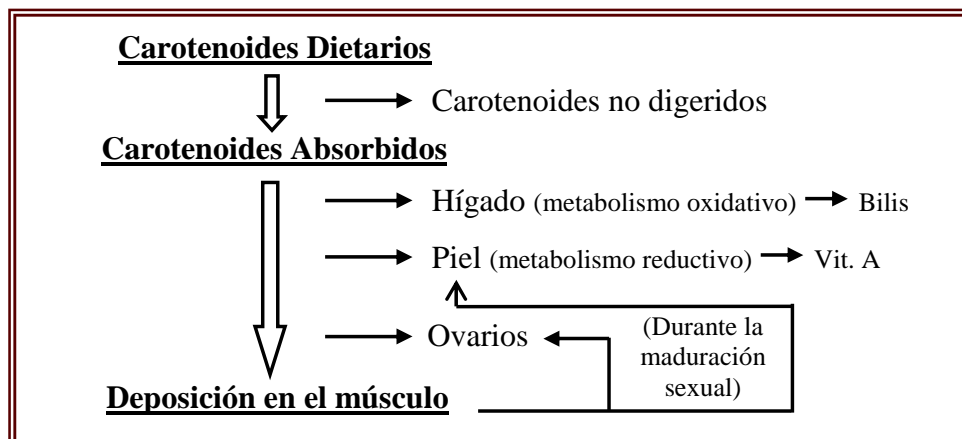 Carotenoides Dietarios
Carotenoides no digeridos
Carotenoides Absorbidos
Hígado (metabolismo oxidativo) Bilis
Piel (metabolismo reductivo) Vit. A
Ovarios
(Durante la
maduración
sexual)
Deposición en el músculo